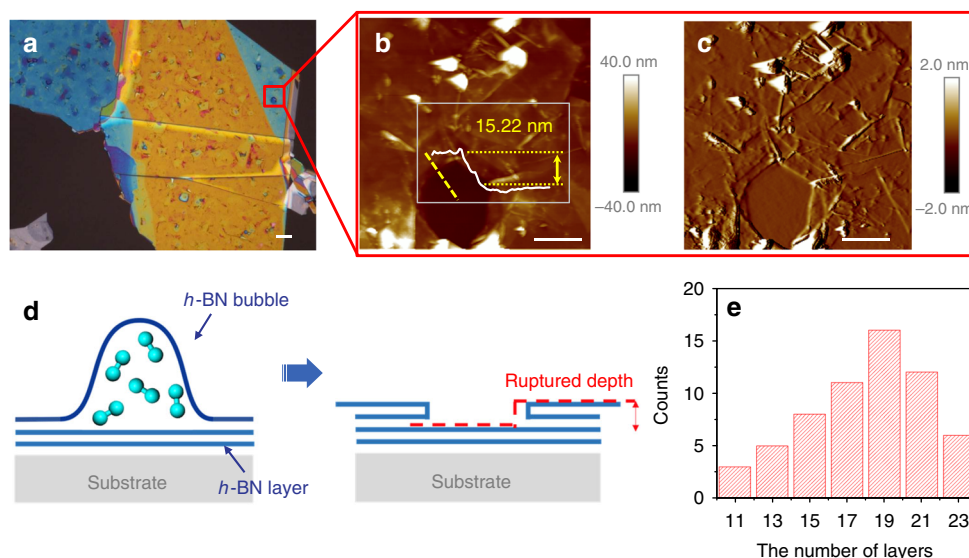 a
b
15.22 nm
40.0 nm
−40.0 nm
c
2.0 nm
−2.0 nm
d
h-BN bubble
h-BN layer
Substrate
Ruptured depth
Substrate
e
Counts
20
15
10
5
0
11 13 15 17 19 21 23
The number of layers